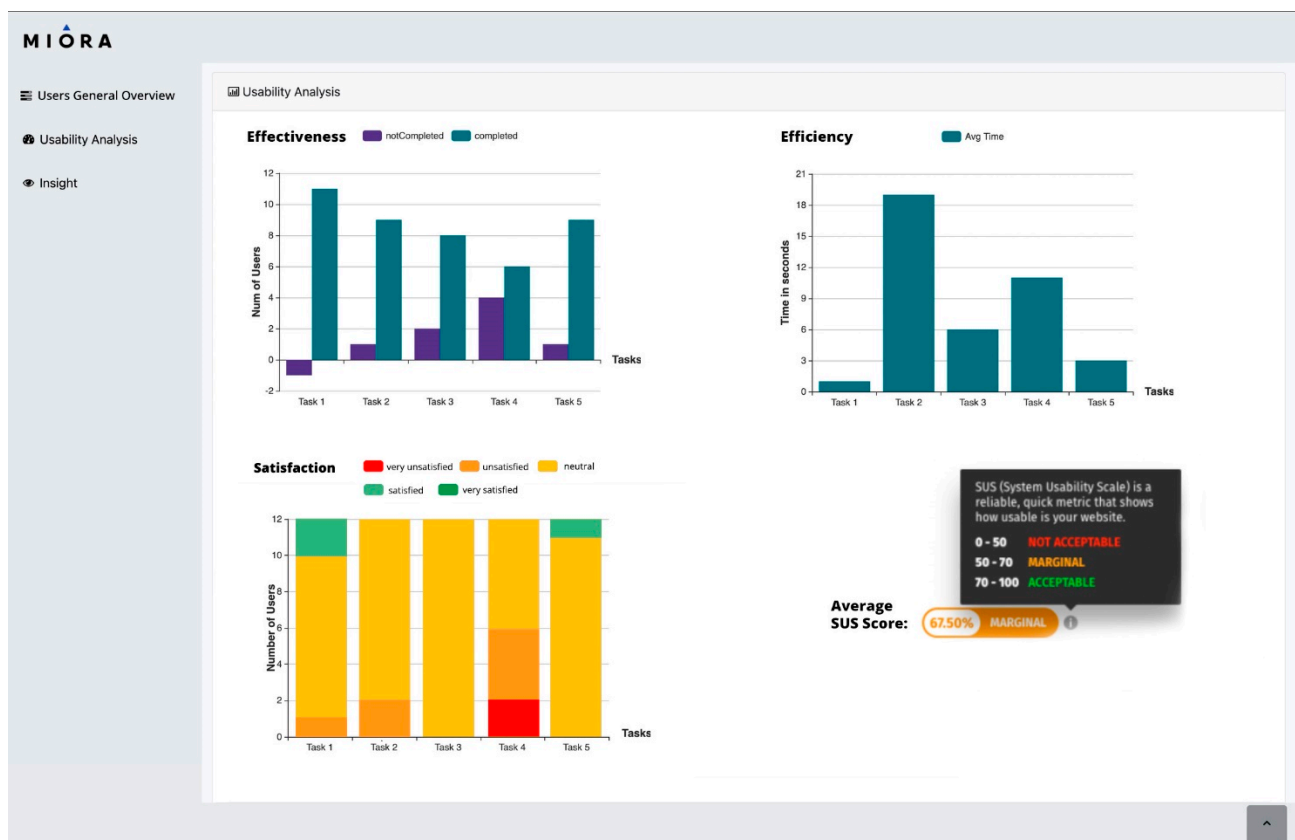 MIÔRA
Users General Overview
Usability Analysis
Insight
Usability Analysis
Effectiveness
notCompleted completed
12
10
8
6
4
2
0
-2
Num of Users
Task 1 Task 2 Task 3 Task 4 Task 5
Tasks
Efficiency
Avg Time
21
18
15
12
9
6
3
0
Time in seconds
Task 1 Task 2 Task 3 Task 4 Task 5
Tasks
Satisfaction
very unsatisfied unsatisfied neutral
satisfied very satisfied
12
10
8
6
4
2
0
Number of Users
Task 1 Task 2 Task 3 Task 4 Task 5
Tasks
SUS (System Usability Scale) is a
reliable, quick metric that shows
how usable is your website.
0 - 50 NOT ACCEPTABLE
50 - 70 MARGINAL
70 - 100 ACCEPTABLE
Average
SUS Score: 67.50% MARGINAL i